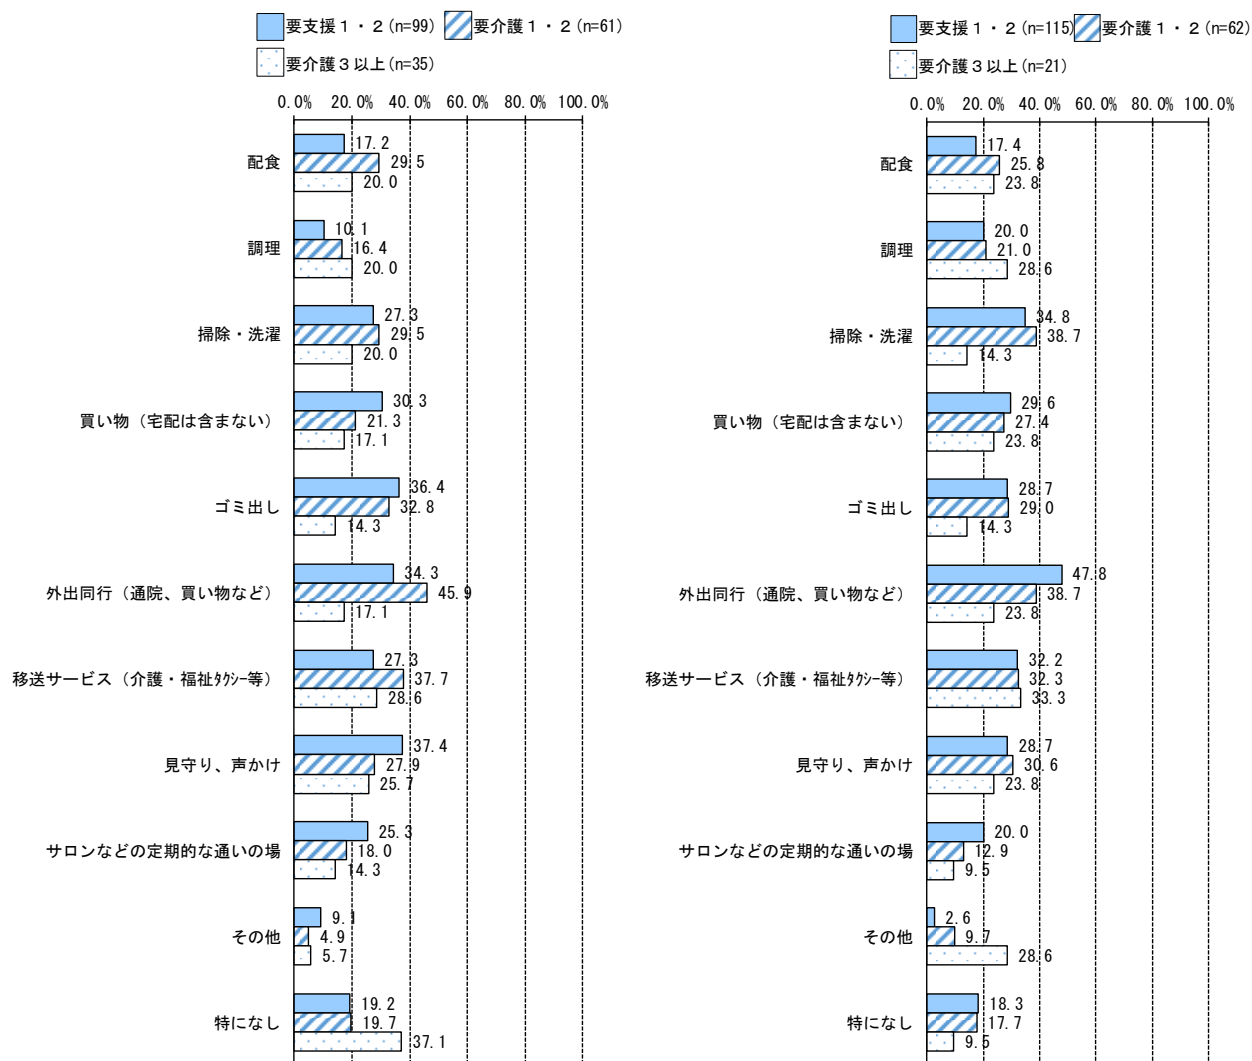 要支援１・２(n=99) 要介護１・２(n=61)
要介護３以上(n=35)
0.0% 20.0% 40.0% 60.0% 80.0% 100.0%
配食
17.2
29.5
20.0
調理
10.1
16.4
20.0
掃除・洗濯
27.3
29.5
20.0
買い物（宅配は含まない）
30.3
21.3
17.1
ゴミ出し
36.4
32.8
14.3
外出同行（通院、買い物など）
34.3
45.9
17.1
移送サービス（介護・福祉ﾀｸｼｰ等）
27.3
37.7
28.6
見守り、声かけ
37.4
27.9
25.7
サロンなどの定期的な通いの場
25.3
18.0
14.3
その他
9.1
4.9
5.7
特になし
19.2
19.7
37.1
要支援１・２(n=115) 要介護１・２(n=62)
要介護３以上(n=21)
0.0% 20.0% 40.0% 60.0% 80.0% 100.0%
配食
17.4
25.8
23.8
調理
20.0
21.0
28.6
掃除・洗濯
34.8
38.7
14.3
買い物（宅配は含まない）
29.6
27.4
23.8
ゴミ出し
28.7
29.0
14.3
外出同行（通院、買い物など）
47.8
38.7
23.8
移送サービス（介護・福祉ﾀｸｼｰ等）
32.2
32.3
33.3
見守り、声かけ
28.7
30.6
23.8
サロンなどの定期的な通いの場
20.0
12.9
9.5
その他
2.6
9.7
28.6
特になし
18.3
17.7
9.5